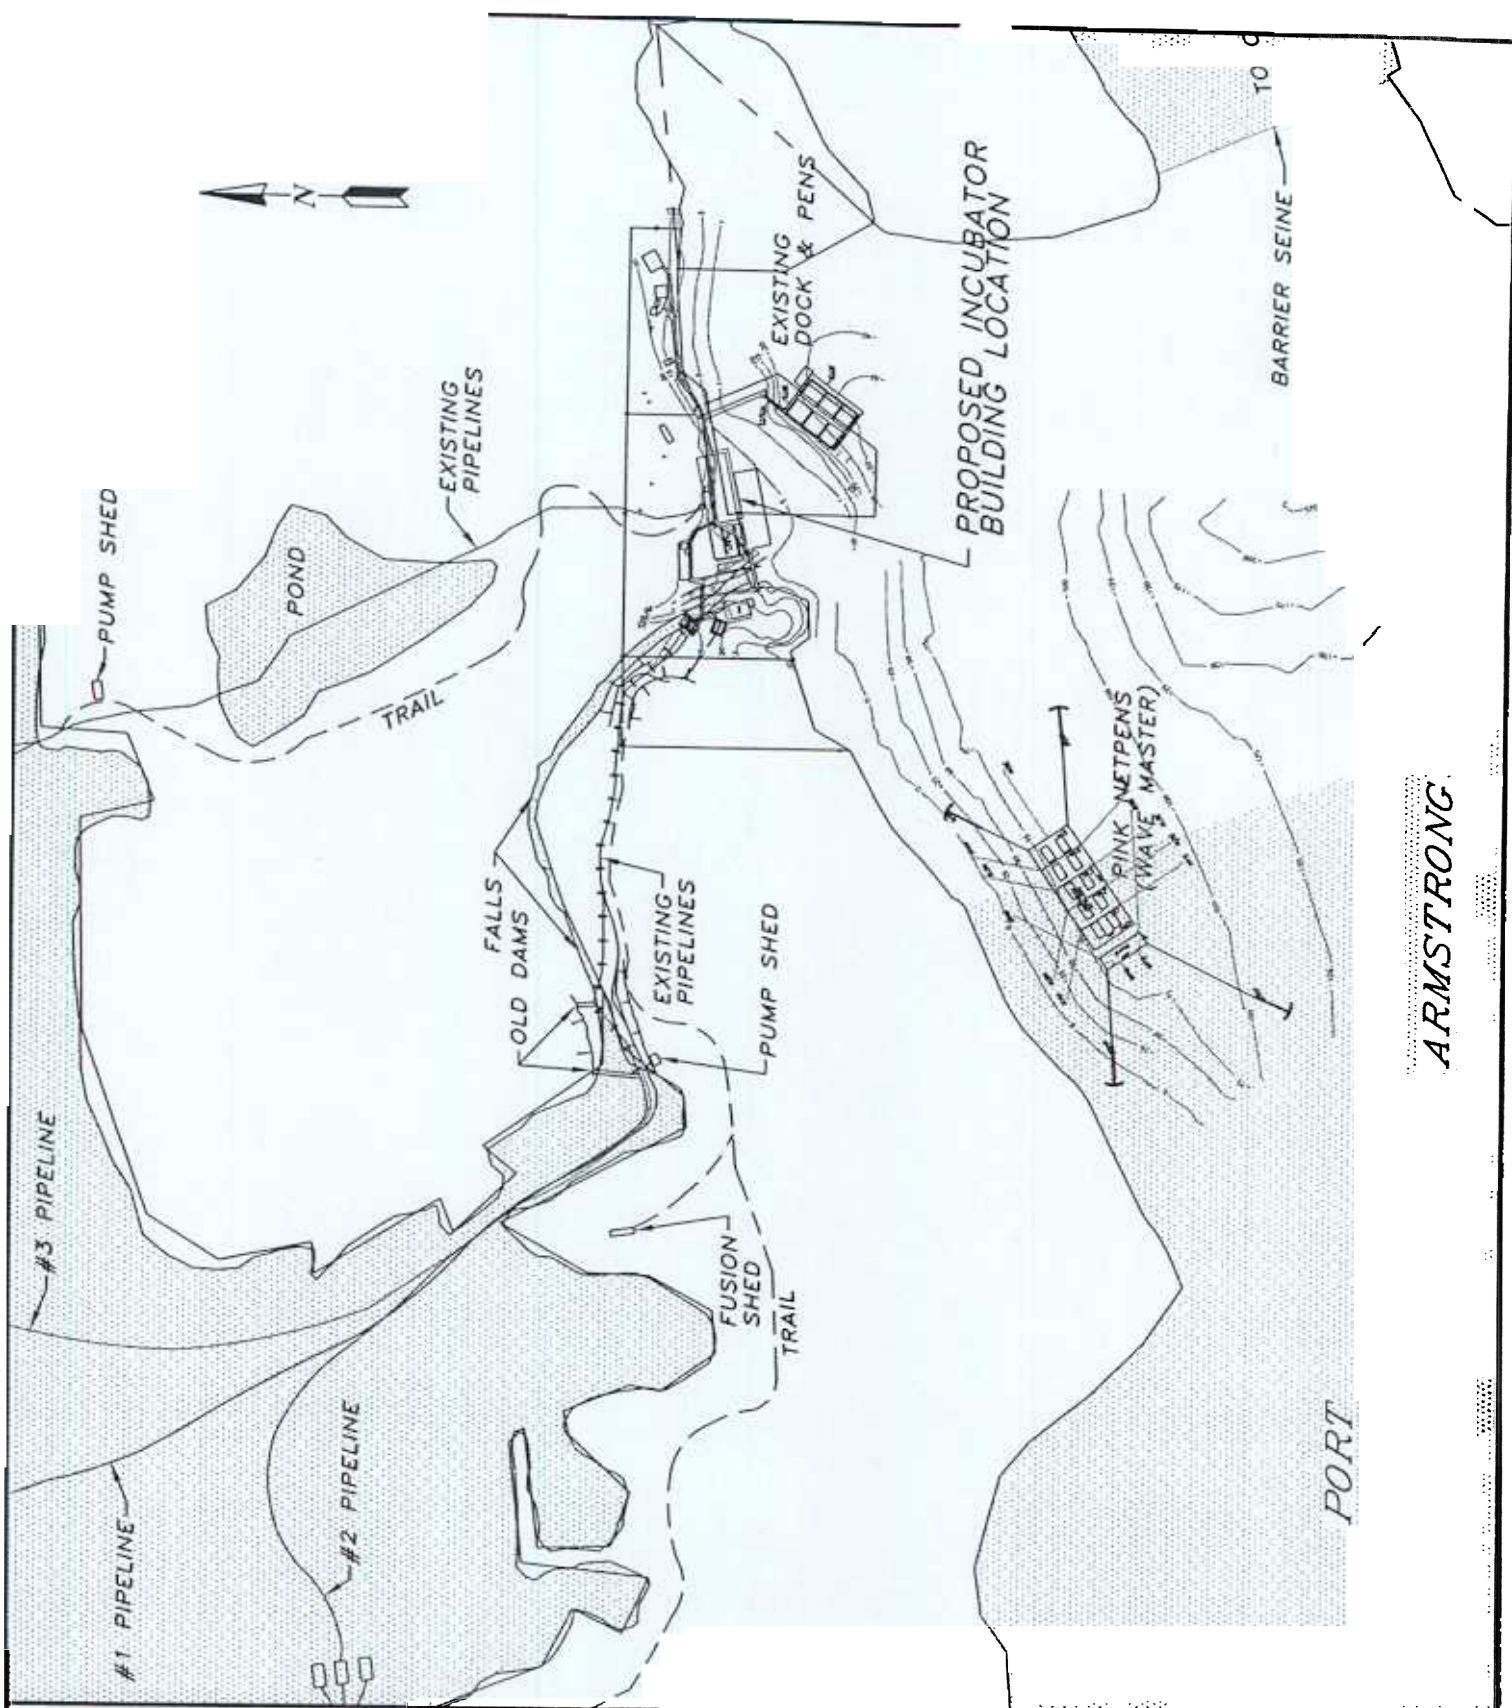 #1 PIPELINE
#3 PIPELINE
#2 PIPELINE
PUMP SHED
POND
TRAIL
EXISTING
PIPELINES
N
FALLS
OLD DAMS
EXISTING
PIPELINES
PUMP SHED
FUSION
SHED
TRAIL
EXISTING
DOCK & PENS
PROPOSED INCUBATOR
BUILDING LOCATION
PINK NETPENS
(WAVE MASTER)
BARRIER SEINE
TO
PORT
ARMSTRONG